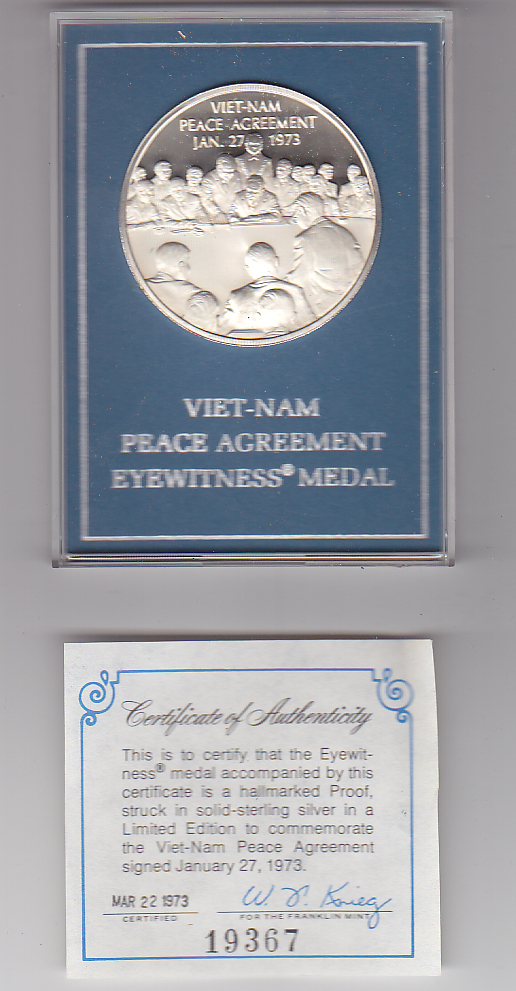 VIET-NAM
PEACE AGREEMENT
JAN. 27 1973
VIET-NAM
PEACE AGREEMENT
EYEWITNESS® MEDAL
Certificate of Authenticity
This is to certify that the Eyewit-
ness® medal accompanied by this
certificate is a hallmarked Proof,
struck in solid-sterling silver in a
Limited Edition to commemorate
the Viet-Nam Peace Agreement
signed January 27, 1973.
MAR 22 1973
CERTIFIED
W. F. Krieg
FOR THE FRANKLIN MINT
19367